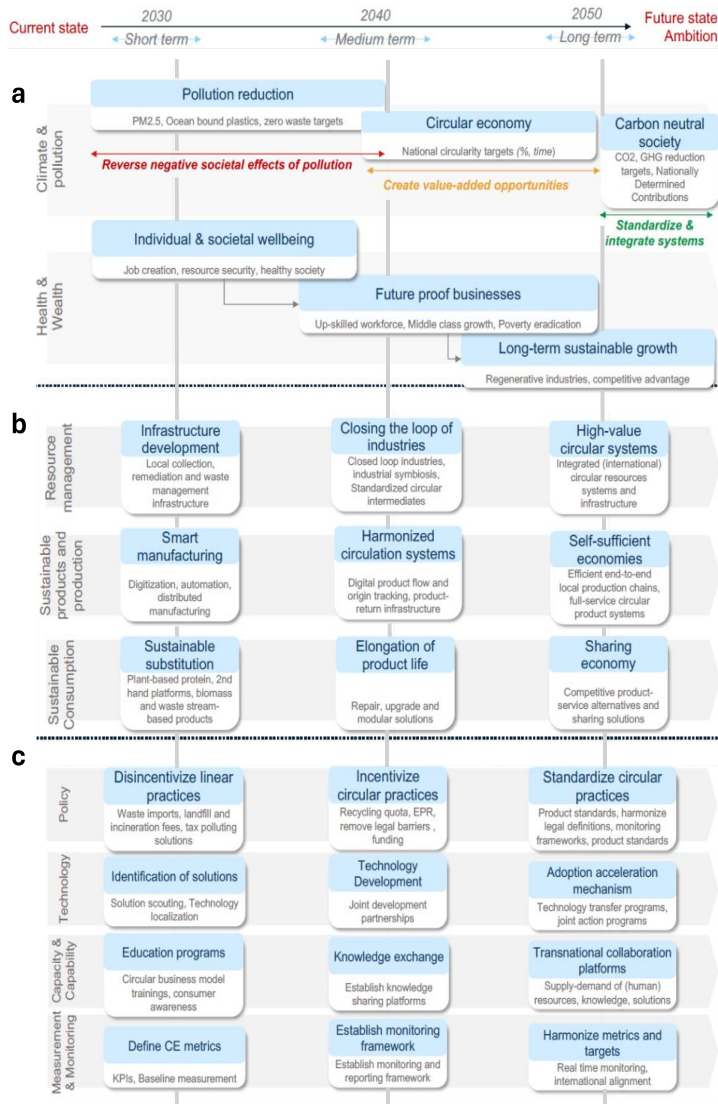 Current state
2030
2040
2050
Future state
Ambition
Short term
Medium term
Long term
a
Climate &
pollution
Pollution reduction
PM2.5, Ocean bound plastics, zero waste targets
Reverse negative societal effects of pollution
Circular economy
National circularity targets (%, time)
Create value-added opportunities
Carbon neutral
society
CO2, GHG reduction
targets, Nationally
Determined
Contributions
Standardize &
integrate systems
Health &
Wealth
Individual & societal wellbeing
Job creation, resource security, healthy society
Future proof businesses
Up-skilled workforce, Middle class growth, Poverty eradication
Long-term sustainable growth
Regenerative industries, competitive advantage
b
Resource
management
Infrastructure
development
Local collection,
remediation and waste
management
infrastructure
Closing the loop of
industries
Closed loop industries,
industrial symbiosis,
Standardized circular
intermediates
High-value
circular systems
Integrated (international)
circular resources
systems and
infrastructure
Sustainable
products and
production
Smart
manufacturing
Digitization, automation,
distributed
manufacturing
Harmonized
circulation systems
Digital product flow and
origin tracking, product-
return infrastructure
Self-sufficient
economies
Efficient end-to-end
local production chains,
full-service circular
product systems
Sustainable
Consumption
Sustainable
substitution
Plant-based protein, 2nd
hand platforms, biomass
and waste stream-
based products
Elongation of
product life
Repair, upgrade and
modular solutions
Sharing
economy
Competitive product-
service alternatives and
sharing solutions
c
Policy
Disincentivize linear
practices
Waste imports, landfill and
incineration fees, tax polluting
solutions
Incentivize
circular practices
Recycling quota, EPR,
remove legal barriers ,
funding
Standardize circular
practices
Product standards, harmonize
legal definitions, monitoring
frameworks, product standards
Technology
Identification of solutions
Solution scouting, Technology
localization
Technology
Development
Joint development
partnerships
Adoption acceleration
mechanism
Technology transfer programs,
joint action programs
Capacity &
Capability
Education programs
Circular business model
trainings, consumer
awareness
Knowledge exchange
Establish knowledge
sharing platforms
Transnational collaboration
platforms
Supply-demand of (human)
resources, knowledge, solutions
Measurement
& Monitoring
Define CE metrics
KPIs, Baseline measurement
Establish monitoring
framework
Establish monitoring and
reporting framework
Harmonize metrics and
targets
Real time monitoring,
international alignment